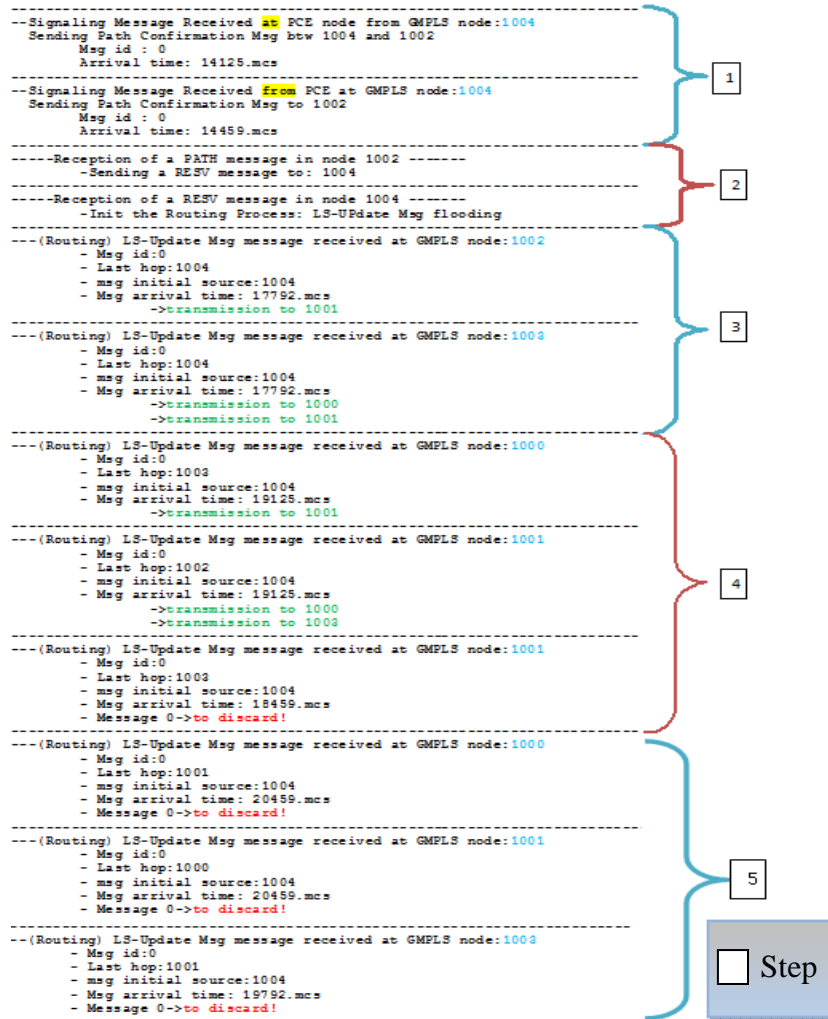 --Signaling Message Received at PCE node from GMPLS node:1004
Sending Path Confirmation Msg btw 1004 and 1002
Msg id : 0
Arrival time: 14125.mcs
--Signaling Message Received from PCE at GMPLS node:1004
Sending Path Confirmation Msg to 1002
Msg id : 0
Arrival time: 14459.mcs
1
-----Reception of a PATH message in node 1002 -------
-Sending a RESV message to: 1004
-----Reception of a RESV message in node 1004 -------
-Init the Routing Process: LS-UPdate Msg flooding
2
---(Routing) LS-Update Msg message received at GMPLS node:1002
- Msg id:0
- Last hop:1004
- msg initial source:1004
- Msg arrival time: 17792.mcs
->transmission to 1001
---(Routing) LS-Update Msg message received at GMPLS node:1003
- Msg id:0
- Last hop:1004
- msg initial source:1004
- Msg arrival time: 17792.mcs
->transmission to 1000
->transmission to 1001
3
---(Routing) LS-Update Msg message received at GMPLS node:1000
- Msg id:0
- Last hop:1003
- msg initial source:1004
- Msg arrival time: 19125.mcs
->transmission to 1001
---(Routing) LS-Update Msg message received at GMPLS node:1001
- Msg id:0
- Last hop:1002
- msg initial source:1004
- Msg arrival time: 19125.mcs
->transmission to 1000
->transmission to 1003
---(Routing) LS-Update Msg message received at GMPLS node:1001
- Msg id:0
- Last hop:1003
- msg initial source:1004
- Msg arrival time: 18459.mcs
- Message 0->to discard!
4
---(Routing) LS-Update Msg message received at GMPLS node:1000
- Msg id:0
- Last hop:1001
- msg initial source:1004
- Msg arrival time: 20459.mcs
- Message 0->to discard!
---(Routing) LS-Update Msg message received at GMPLS node:1001
- Msg id:0
- Last hop:1000
- msg initial source:1004
- Msg arrival time: 20459.mcs
- Message 0->to discard!
--(Routing) LS-Update Msg message received at GMPLS node:1003
- Msg id:0
- Last hop:1001
- msg initial source:1004
- Msg arrival time: 19792.mcs
- Message 0->to discard!
5
Step